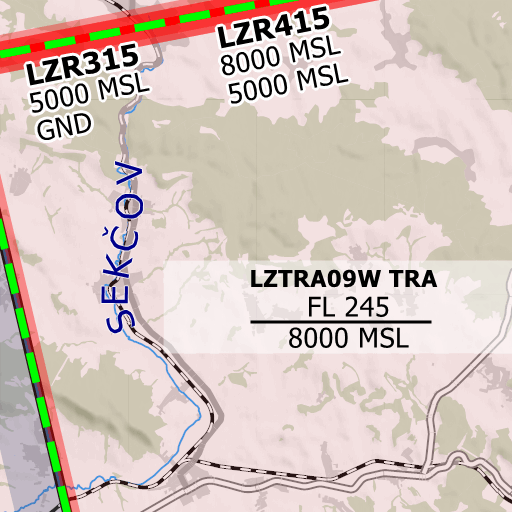 LZR315
5000 MSL
GND
LZR415
8000 MSL
5000 MSL
SEKČOV
LZTRA09W TRA
FL 245
8000 MSL